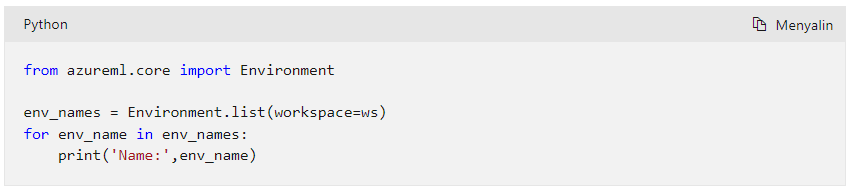 Python
Menyalin
from azureml.core import Environment
env_names = Environment.list(workspace=ws)
for env_name in env_names:
    print('Name:',env_name)